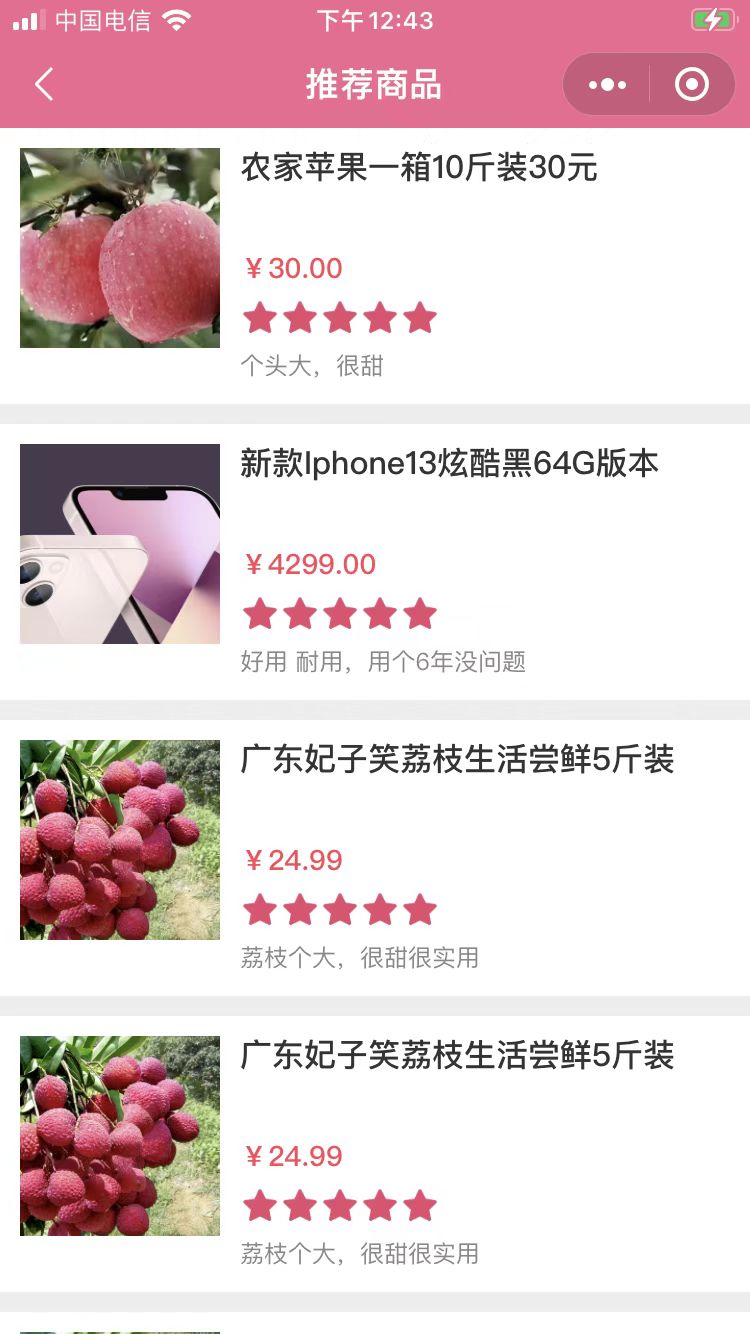 中国电信
下午12:43
推荐商品
农家苹果一箱10斤装30元
¥30.00
个头大，很甜
新款Iphone13炫酷黑64G版本
¥4299.00
好用 耐用，用个6年没问题
广东妃子笑荔枝生活尝鲜5斤装
¥24.99
荔枝个大，很甜很实用
广东妃子笑荔枝生活尝鲜5斤装
¥24.99
荔枝个大，很甜很实用